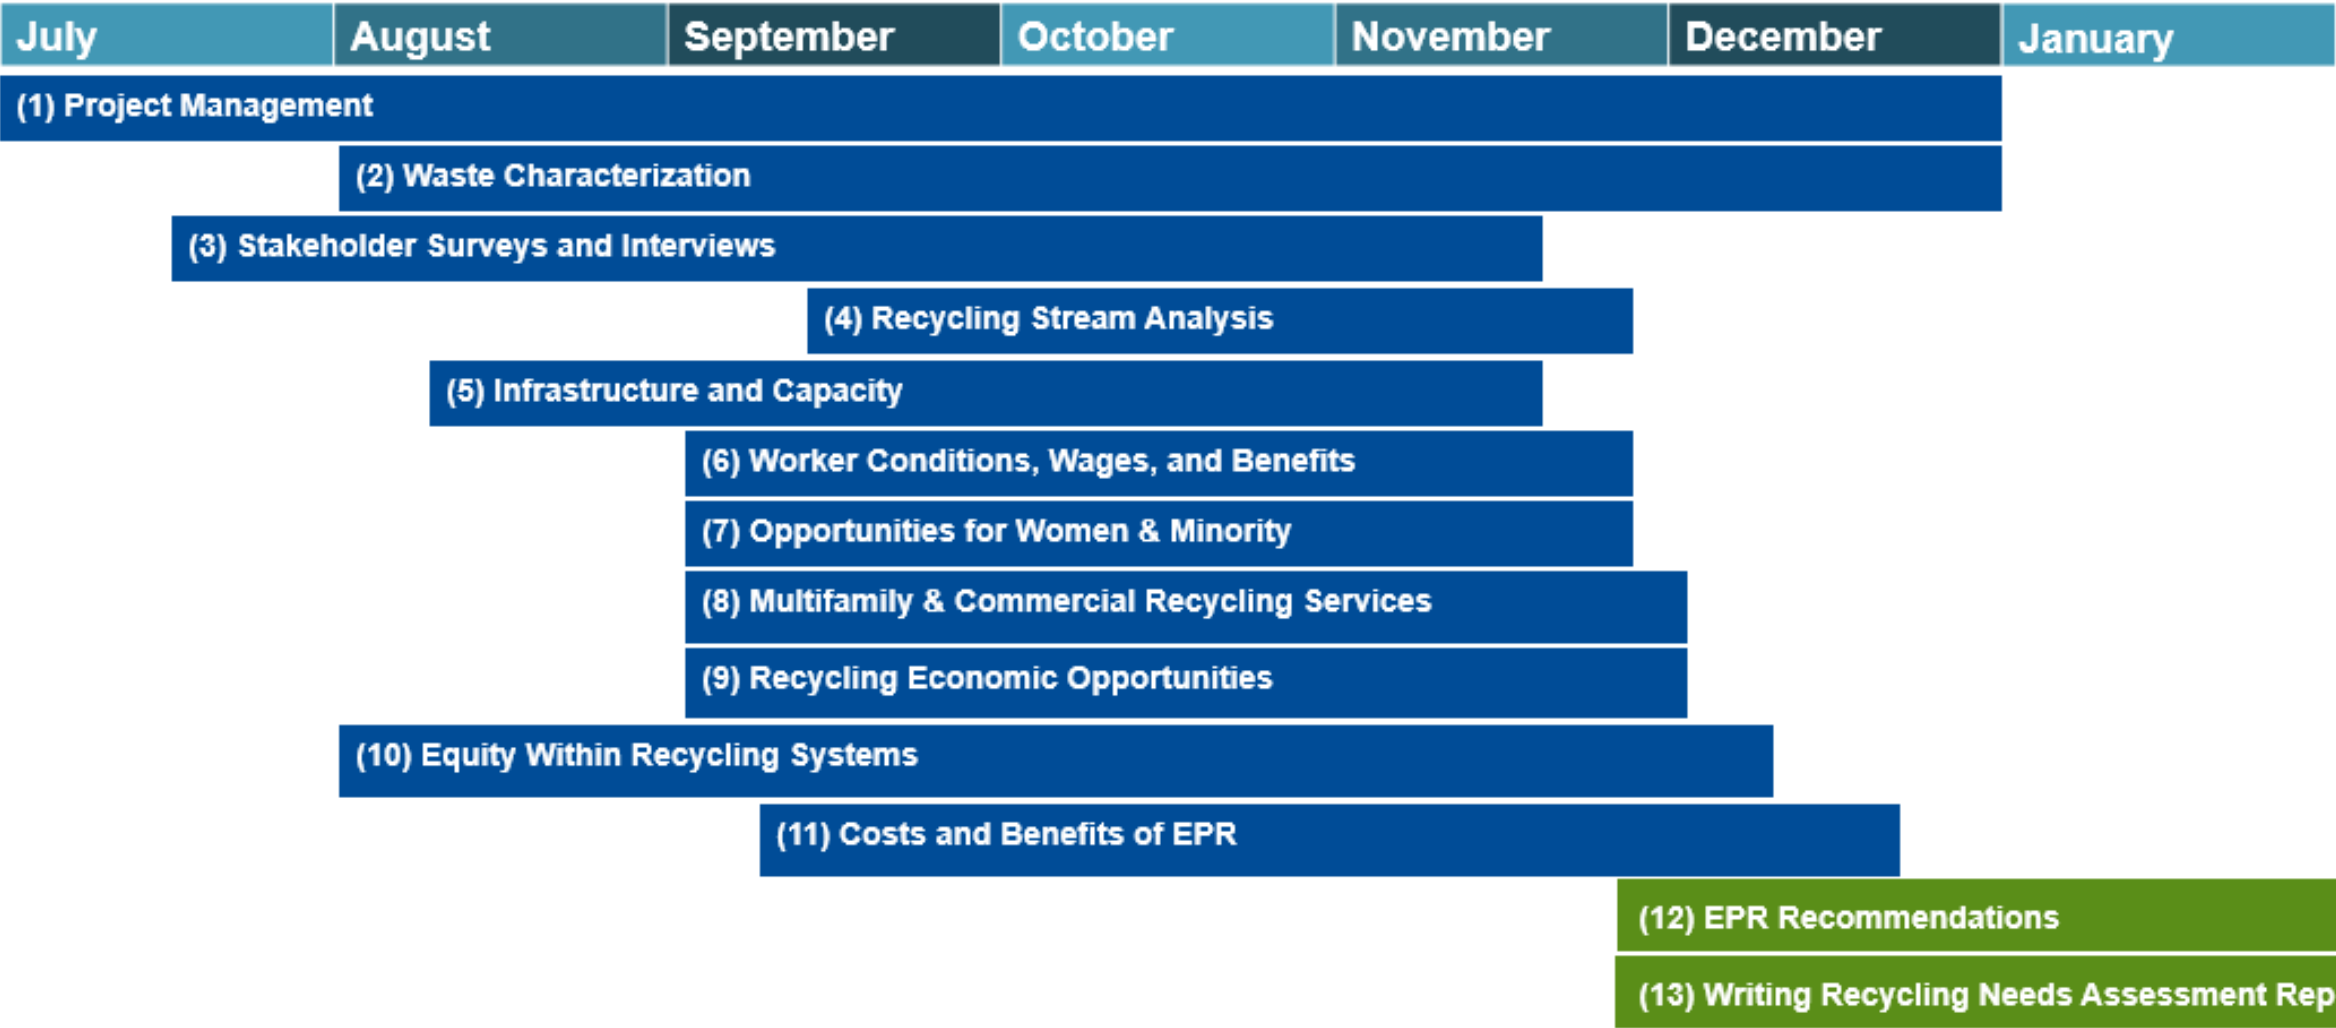 July August September October November December January
(1) Project Management
(2) Waste Characterization
(3) Stakeholder Surveys and Interviews
(4) Recycling Stream Analysis
(5) Infrastructure and Capacity
(6) Worker Conditions, Wages, and Benefits
(7) Opportunities for Women & Minority
(8) Multifamily & Commercial Recycling Services
(9) Recycling Economic Opportunities
(10) Equity Within Recycling Systems
(11) Costs and Benefits of EPR
(12) EPR Recommendations
(13) Writing Recycling Needs Assessment Rep